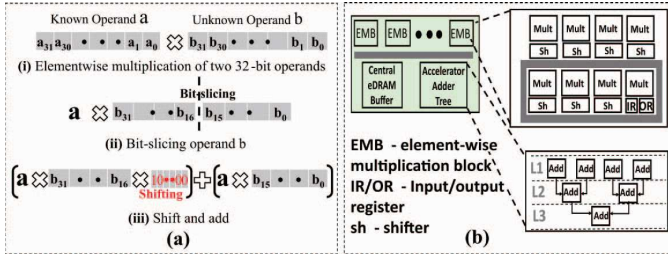 Known Operand a
Unknown Operand b
a31 a30 • • • a1 a0 ⊠ b31 b30 • • • b1 b0
(i) Elementwise multiplication of two 32-bit operands
Bit-slicing
a ⊠ b31 • • b16 b15 • • b0
(ii) Bit-slicing operand b
a ⊠ b31 • • b16 ⊠ 10••00 + a ⊠ b15 • • b0
Shifting
(iii) Shift and add
(a)
EMB EMB ••• EMB
Central eDRAM Buffer
Accelerator Adder Tree
EMB - element-wise
multiplication block
IR/OR - Input/output
register
sh - shifter
(b)
Mult Mult Mult Mult
Sh Sh Sh Sh
Mult Mult Mult Mult
Sh Sh Sh IR OR
L1 Add Add Add Add
L2 Add Add
L3 Add